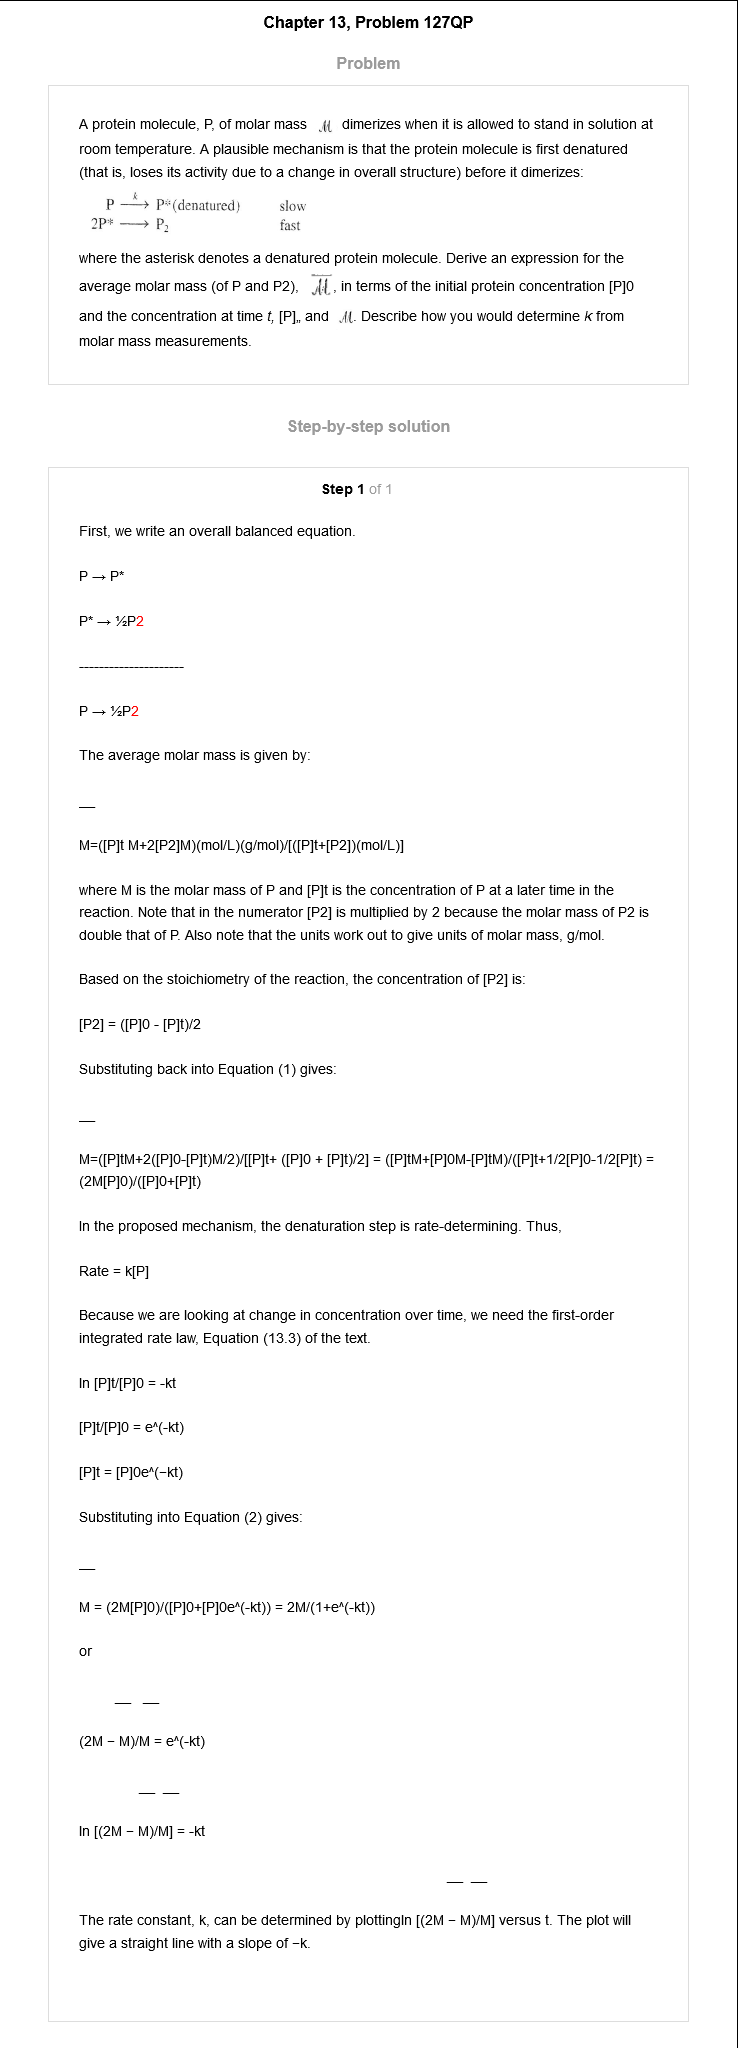 Chapter 13, Problem 127QP
Problem
A protein molecule, P, of molar mass ℳ dimerizes when it is allowed to stand in solution at
room temperature. A plausible mechanism is that the protein molecule is first denatured
(that is, loses its activity due to a change in overall structure) before it dimerizes:
P —k→ P*(denatured) slow
2P* ⟶ P₂ fast
where the asterisk denotes a denatured protein molecule. Derive an expression for the
average molar mass (of P and P2), ℳ̅, in terms of the initial protein concentration [P]0
and the concentration at time t, [P],, and ℳ. Describe how you would determine k from
molar mass measurements.
Step-by-step solution
Step 1 of 1
First, we write an overall balanced equation.
P → P*
P* → ½P2
---------------------
P → ½P2
The average molar mass is given by:
__
M=([P]t M+2[P2]M)(mol/L)(g/mol)/[([P]t+[P2])(mol/L)]
where M is the molar mass of P and [P]t is the concentration of P at a later time in the
reaction. Note that in the numerator [P2] is multiplied by 2 because the molar mass of P2 is
double that of P. Also note that the units work out to give units of molar mass, g/mol.
Based on the stoichiometry of the reaction, the concentration of [P2] is:
[P2] = ([P]0 - [P]t)/2
Substituting back into Equation (1) gives:
__
M=([P]tM+2([P]0-[P]t)M/2)/[[P]t+ ([P]0 + [P]t)/2] = ([P]tM+[P]0M-[P]tM)/([P]t+1/2[P]0-1/2[P]t) =
(2M[P]0)/([P]0+[P]t)
In the proposed mechanism, the denaturation step is rate-determining. Thus,
Rate = k[P]
Because we are looking at change in concentration over time, we need the first-order
integrated rate law, Equation (13.3) of the text.
ln [P]t/[P]0 = -kt
[P]t/[P]0 = e^(-kt)
[P]t = [P]0e^(−kt)
Substituting into Equation (2) gives:
__
M = (2M[P]0)/([P]0+[P]0e^(-kt)) = 2M/(1+e^(-kt))
or
__ __
(2M − M)/M = e^(-kt)
__ __
ln [(2M − M)/M] = -kt
__ __
The rate constant, k, can be determined by plottingln [(2M − M)/M] versus t. The plot will
give a straight line with a slope of −k.